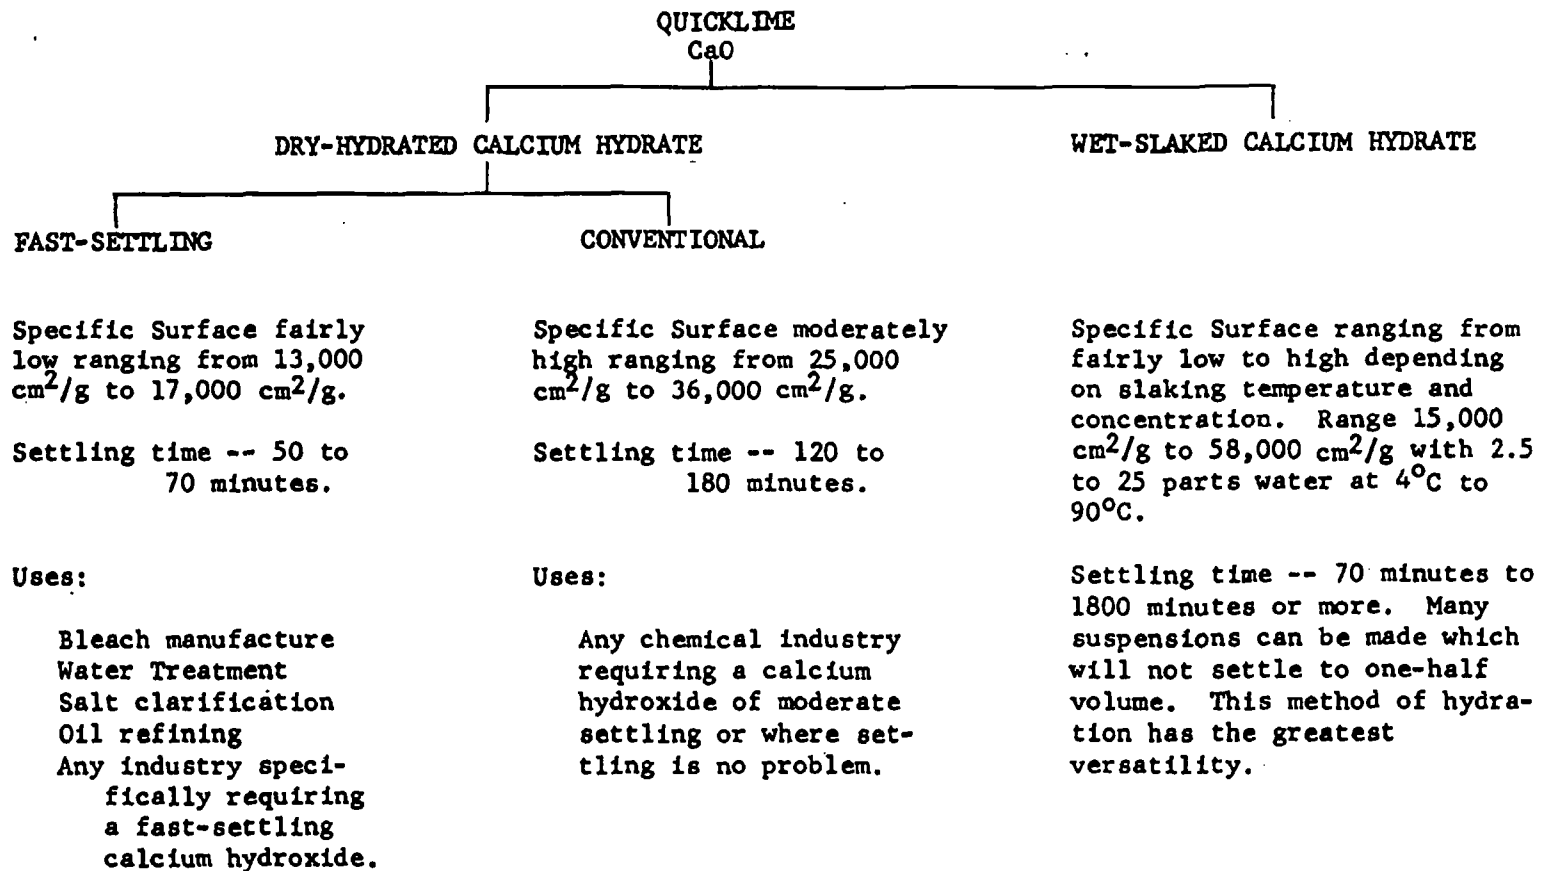 QUICKLIME
CaO
DRY-HYDRATED CALCIUM HYDRATE
WET-SLAKED CALCIUM HYDRATE
FAST-SETTLING
CONVENTIONAL
Specific Surface fairly
low ranging from 13,000
cm²/g to 17,000 cm²/g.
Settling time -- 50 to
70 minutes.
Uses:
Bleach manufacture
Water Treatment
Salt clarification
Oil refining
Any industry speci-
fically requiring
a fast-settling
calcium hydroxide.
Specific Surface moderately
high ranging from 25,000
cm²/g to 36,000 cm²/g.
Settling time -- 120 to
180 minutes.
Uses:
Any chemical industry
requiring a calcium
hydroxide of moderate
settling or where set-
tling is no problem.
Specific Surface ranging from
fairly low to high depending
on slaking temperature and
concentration. Range 15,000
cm²/g to 58,000 cm²/g with 2.5
to 25 parts water at 4°C to
90°C.
Settling time -- 70 minutes to
1800 minutes or more. Many
suspensions can be made which
will not settle to one-half
volume. This method of hydra-
tion has the greatest
versatility.